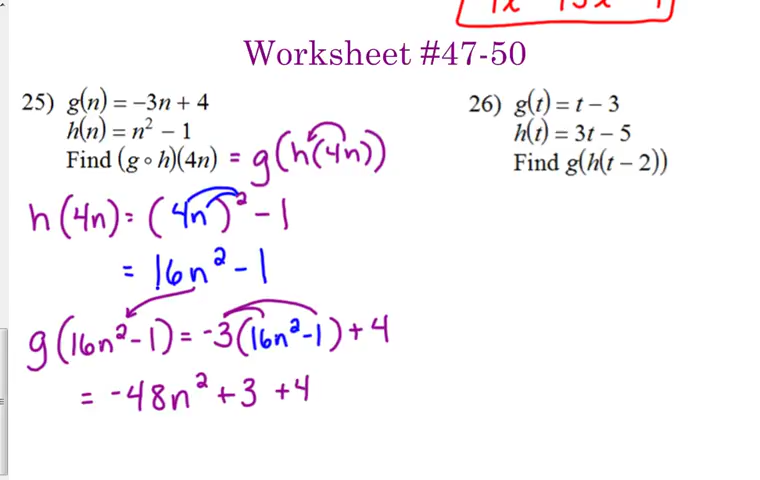 Worksheet #47-50
25) g(n) = −3n + 4
h(n) = n² − 1
Find (g ∘ h)(4n) = g(h(4n))
h(4n) = (4n)² - 1
= 16n² - 1
g(16n² - 1) = -3(16n² - 1) + 4
= -48n² + 3 + 4
26) g(t) = t − 3
h(t) = 3t − 5
Find g(h(t − 2))